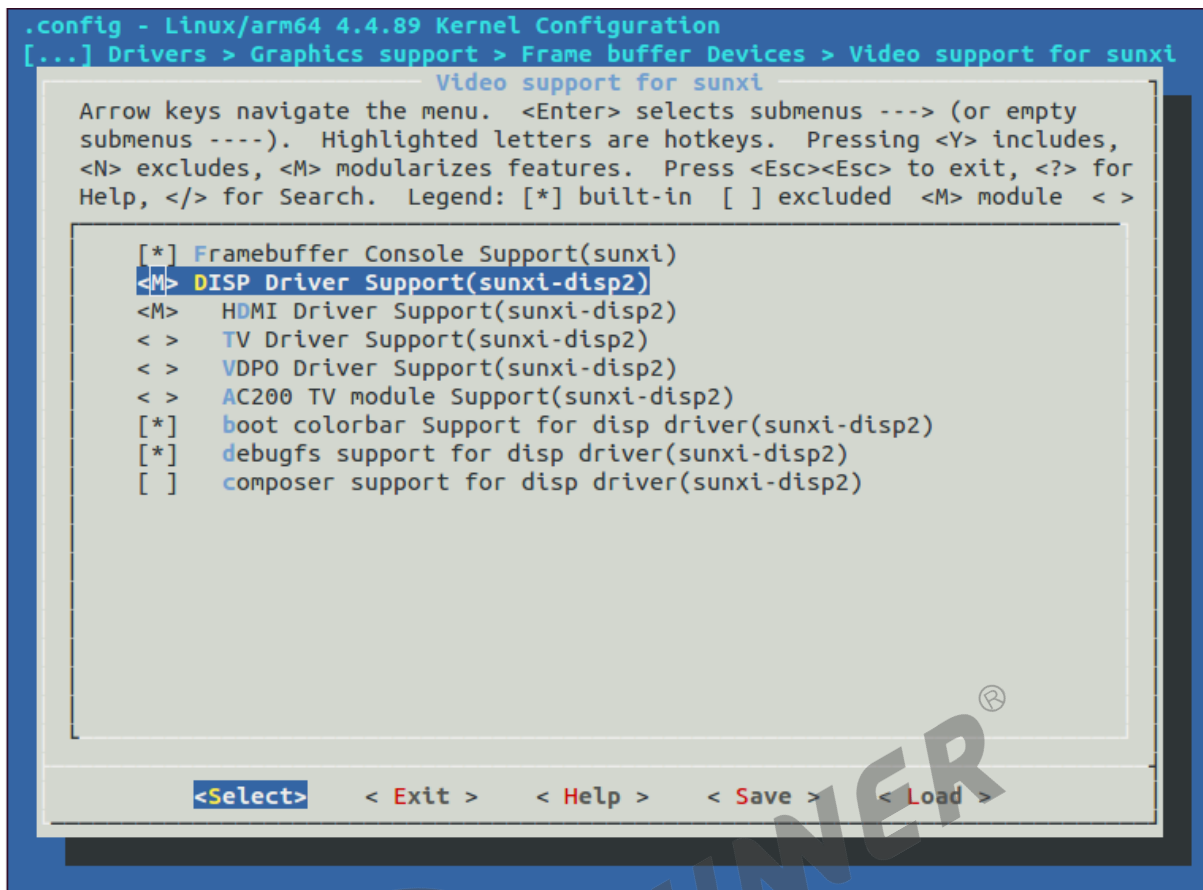 .config - Linux/arm64 4.4.89 Kernel Configuration
[...] Drivers > Graphics support > Frame buffer Devices > Video support for sunxi
Video support for sunxi
Arrow keys navigate the menu.  <Enter> selects submenus ---> (or empty
submenus ----).  Highlighted letters are hotkeys.  Pressing <Y> includes,
<N> excludes, <M> modularizes features.  Press <Esc><Esc> to exit, <?> for
Help, </> for Search.  Legend: [*] built-in  [ ] excluded  <M> module  < >
[*] Framebuffer Console Support(sunxi)
<M> DISP Driver Support(sunxi-disp2)
<M>   HDMI Driver Support(sunxi-disp2)
< >   TV Driver Support(sunxi-disp2)
< >   VDPO Driver Support(sunxi-disp2)
< >   AC200 TV module Support(sunxi-disp2)
[*]   boot colorbar Support for disp driver(sunxi-disp2)
[*]   debugfs support for disp driver(sunxi-disp2)
[ ]   composer support for disp driver(sunxi-disp2)
<Select>    < Exit >    < Help >    < Save >    < Load >